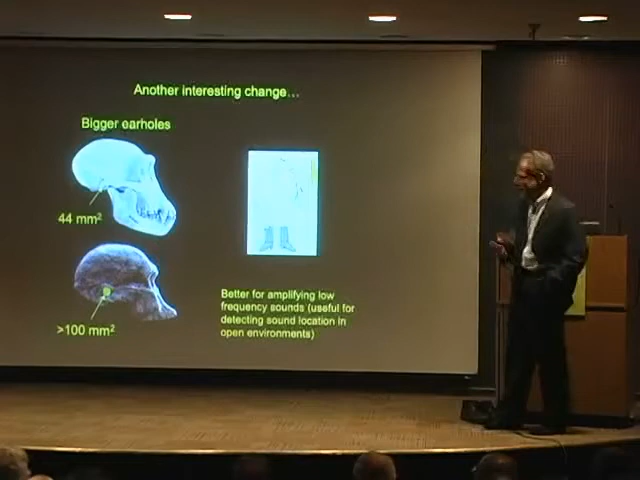 Another interesting change…
Bigger earholes
44 mm²
>100 mm²
Better for amplifying low
frequency sounds (useful for
detecting sound location in
open environments)